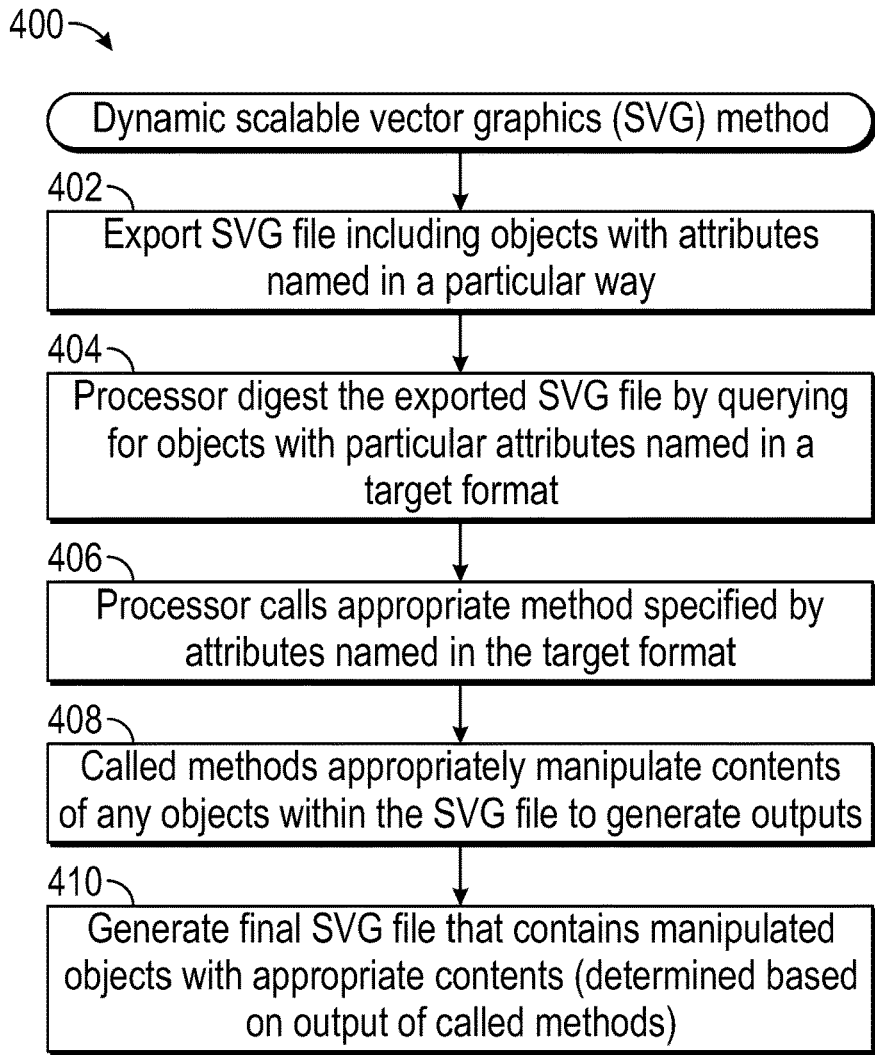 400
Dynamic scalable vector graphics (SVG) method
402
Export SVG file including objects with attributes
named in a particular way
404
Processor digest the exported SVG file by querying
for objects with particular attributes named in a
target format
406
Processor calls appropriate method specified by
attributes named in the target format
408
Called methods appropriately manipulate contents
of any objects within the SVG file to generate outputs
410
Generate final SVG file that contains manipulated
objects with appropriate contents (determined based
on output of called methods)